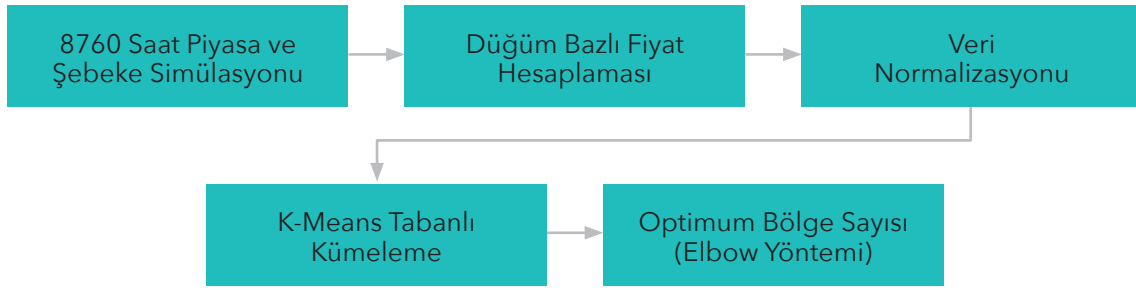 8760 Saat Piyasa ve
Şebeke Simülasyonu
Düğüm Bazlı Fiyat
Hesaplaması
Veri
Normalizasyonu
K-Means Tabanlı
Kümeleme
Optimum Bölge Sayısı
(Elbow Yöntemi)